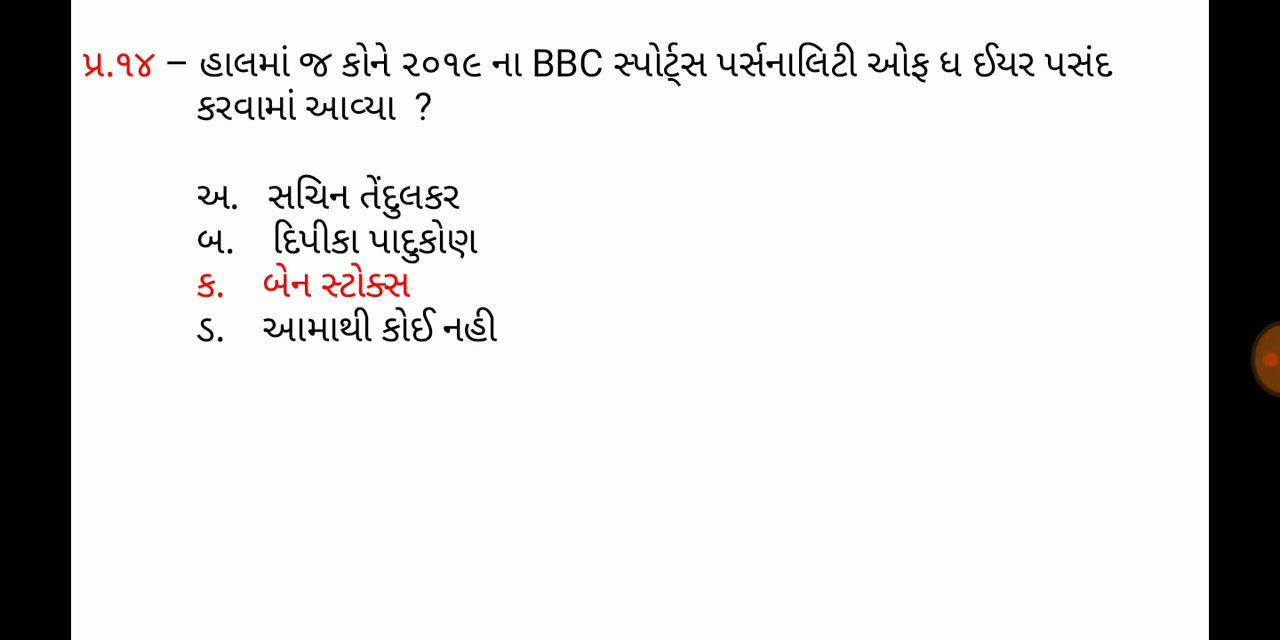 પ્ર.૧૪ – હાલમાં જ કોને ૨૦૧૯ ના BBC સ્પોર્ટ્સ પર્સનાલિટી ઓફ ધ ઈયર પસંદ
કરવામાં આવ્યા ?
અ. સચિન તેંદુલકર
બ. દિપીકા પાદુકોણ
ક. બેન સ્ટોક્સ
ડ. આમાથી કોઈ નહી